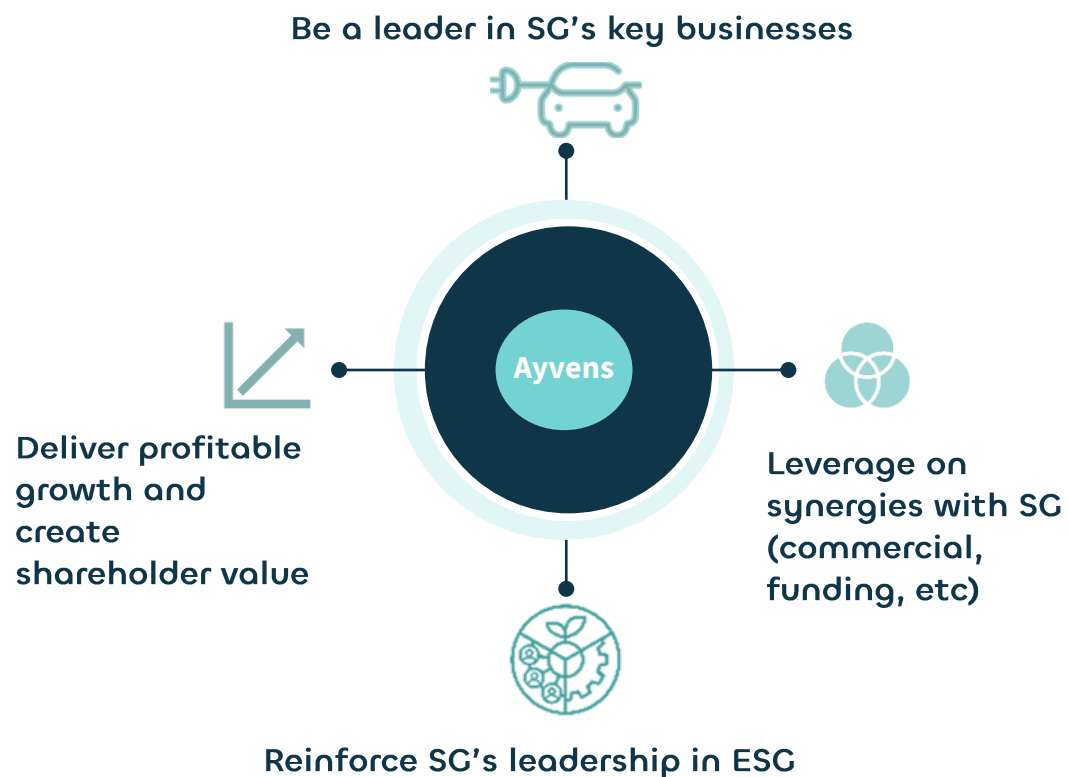 Be a leader in SG's key businesses
Ayvens
Deliver profitable
growth and
create
shareholder value
Leverage on
synergies with SG
(commercial,
funding, etc)
Reinforce SG's leadership in ESG